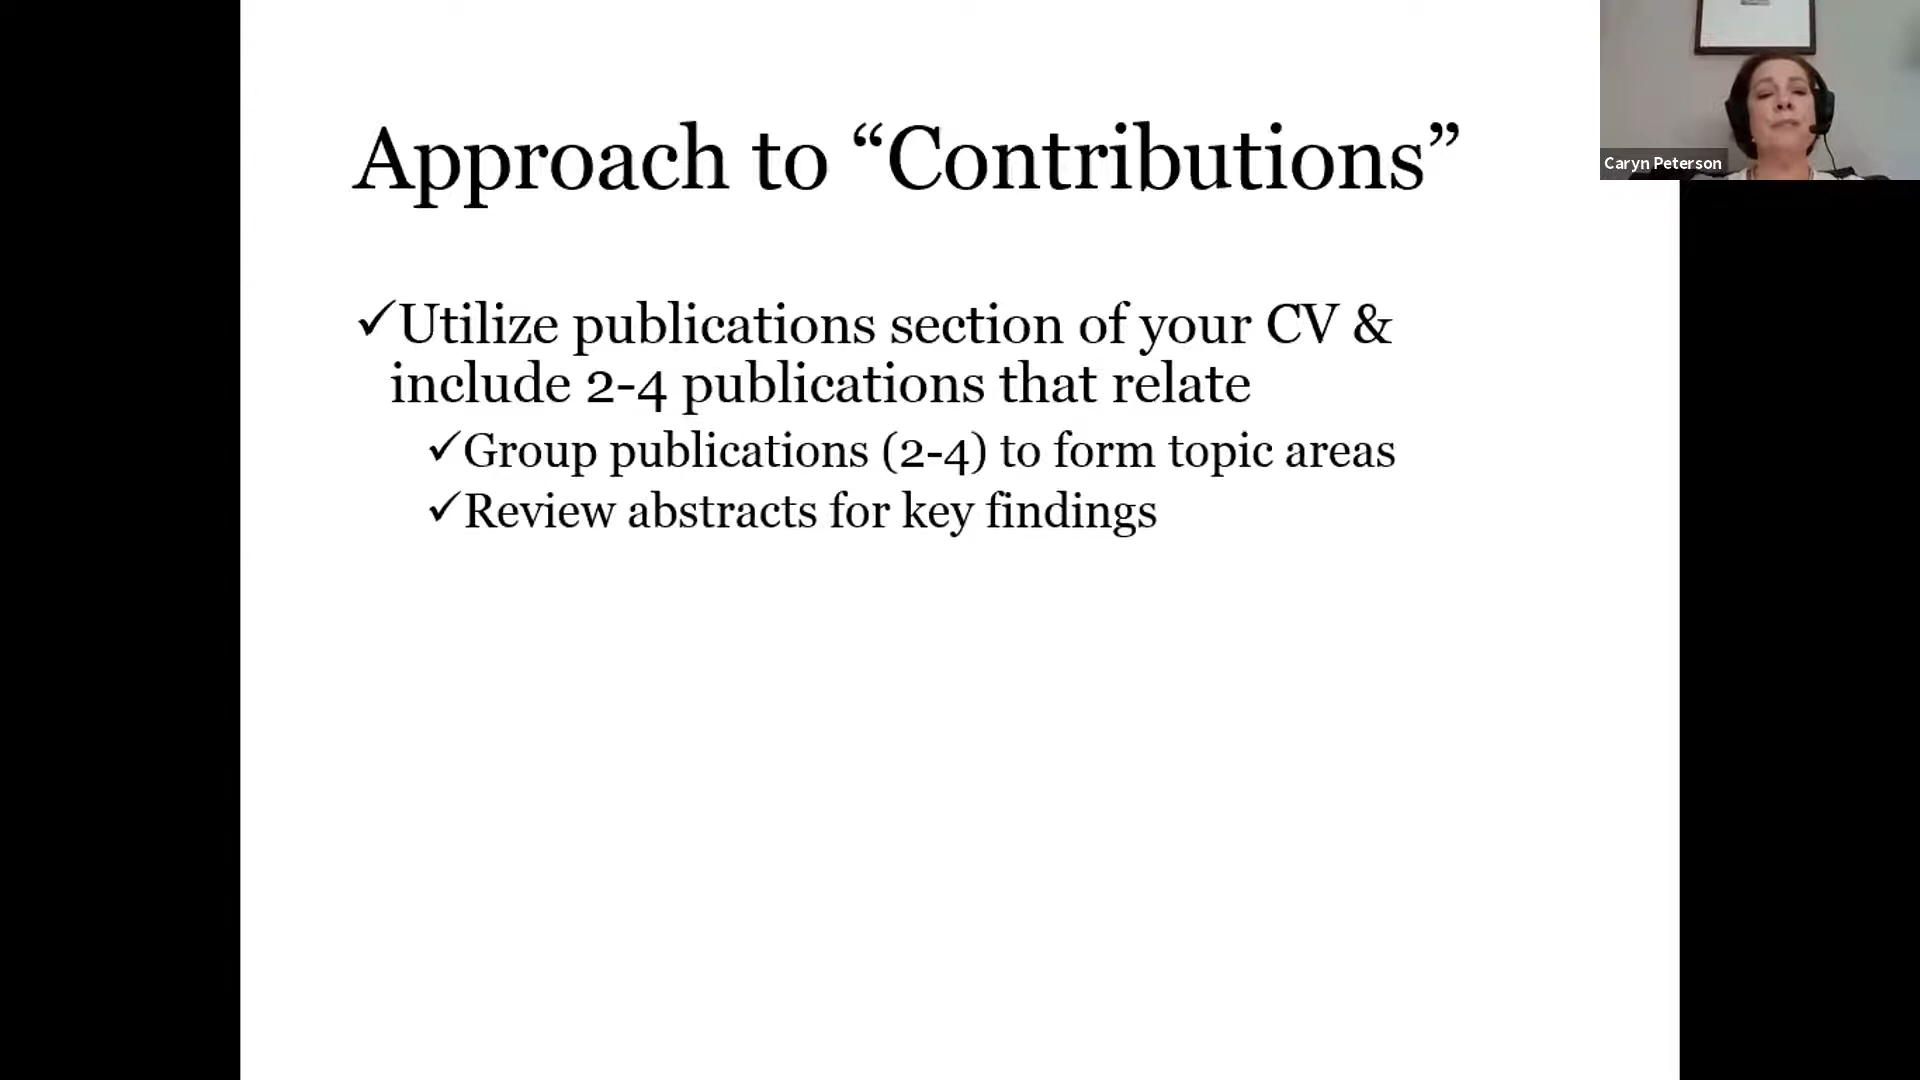 Approach to “Contributions”
✓Utilize publications section of your CV &
include 2-4 publications that relate
✓Group publications (2-4) to form topic areas
✓Review abstracts for key findings
Caryn Peterson